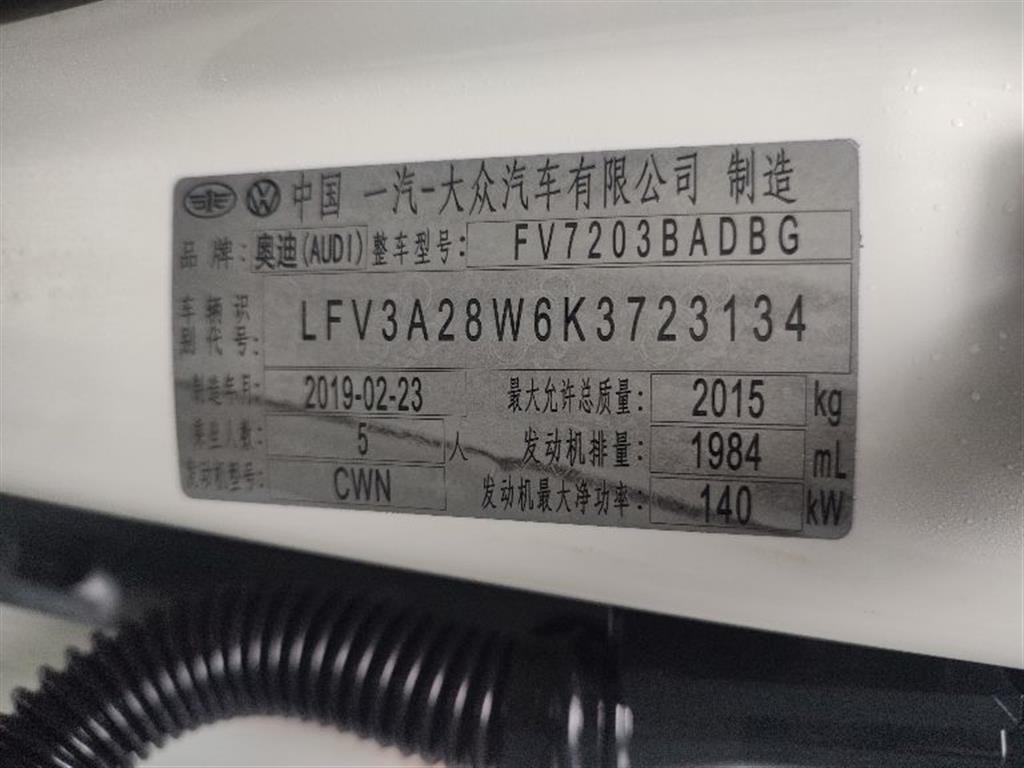 中国 一汽-大众汽车有限公司 制造
品牌: 奥迪(AUDI) 整车型号: FV7203BADBG
车辆识别代号: LFV3A28W6K3723134
制造年月: 2019-02-23 最大允许总质量: 2015 kg
乘坐人数: 5 人 发动机排量: 1984 mL
发动机型号: CWN 发动机最大净功率: 140 kW